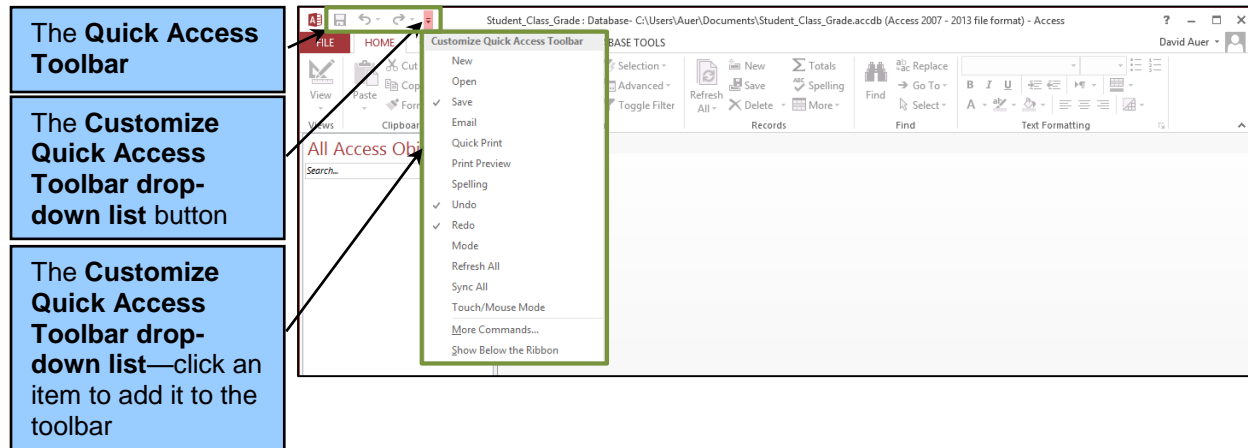 The Quick Access
Toolbar
The Customize
Quick Access
Toolbar drop-
down list button
The Customize
Quick Access
Toolbar drop-
down list—click an
item to add it to the
toolbar
Student_Class_Grade : Database- C:\Users\Auer\Documents\Student_Class_Grade.accdb (Access 2007 - 2013 file format) - Access
FILE HOME BASE TOOLS David Auer
Customize Quick Access Toolbar
New
Open
Save
Email
Quick Print
Print Preview
Spelling
Undo
Redo
Mode
Refresh All
Sync All
Touch/Mouse Mode
More Commands...
Show Below the Ribbon
View
Views
Paste
Cut
Cop
Form
Clipboar
Selection
Advanced
Toggle Filter
Refresh
All
New
Save
Delete
Totals
Spelling
More
Records
Find
Replace
Go To
Select
Find
B I U
A
Text Formatting
All Access Obj
Search...